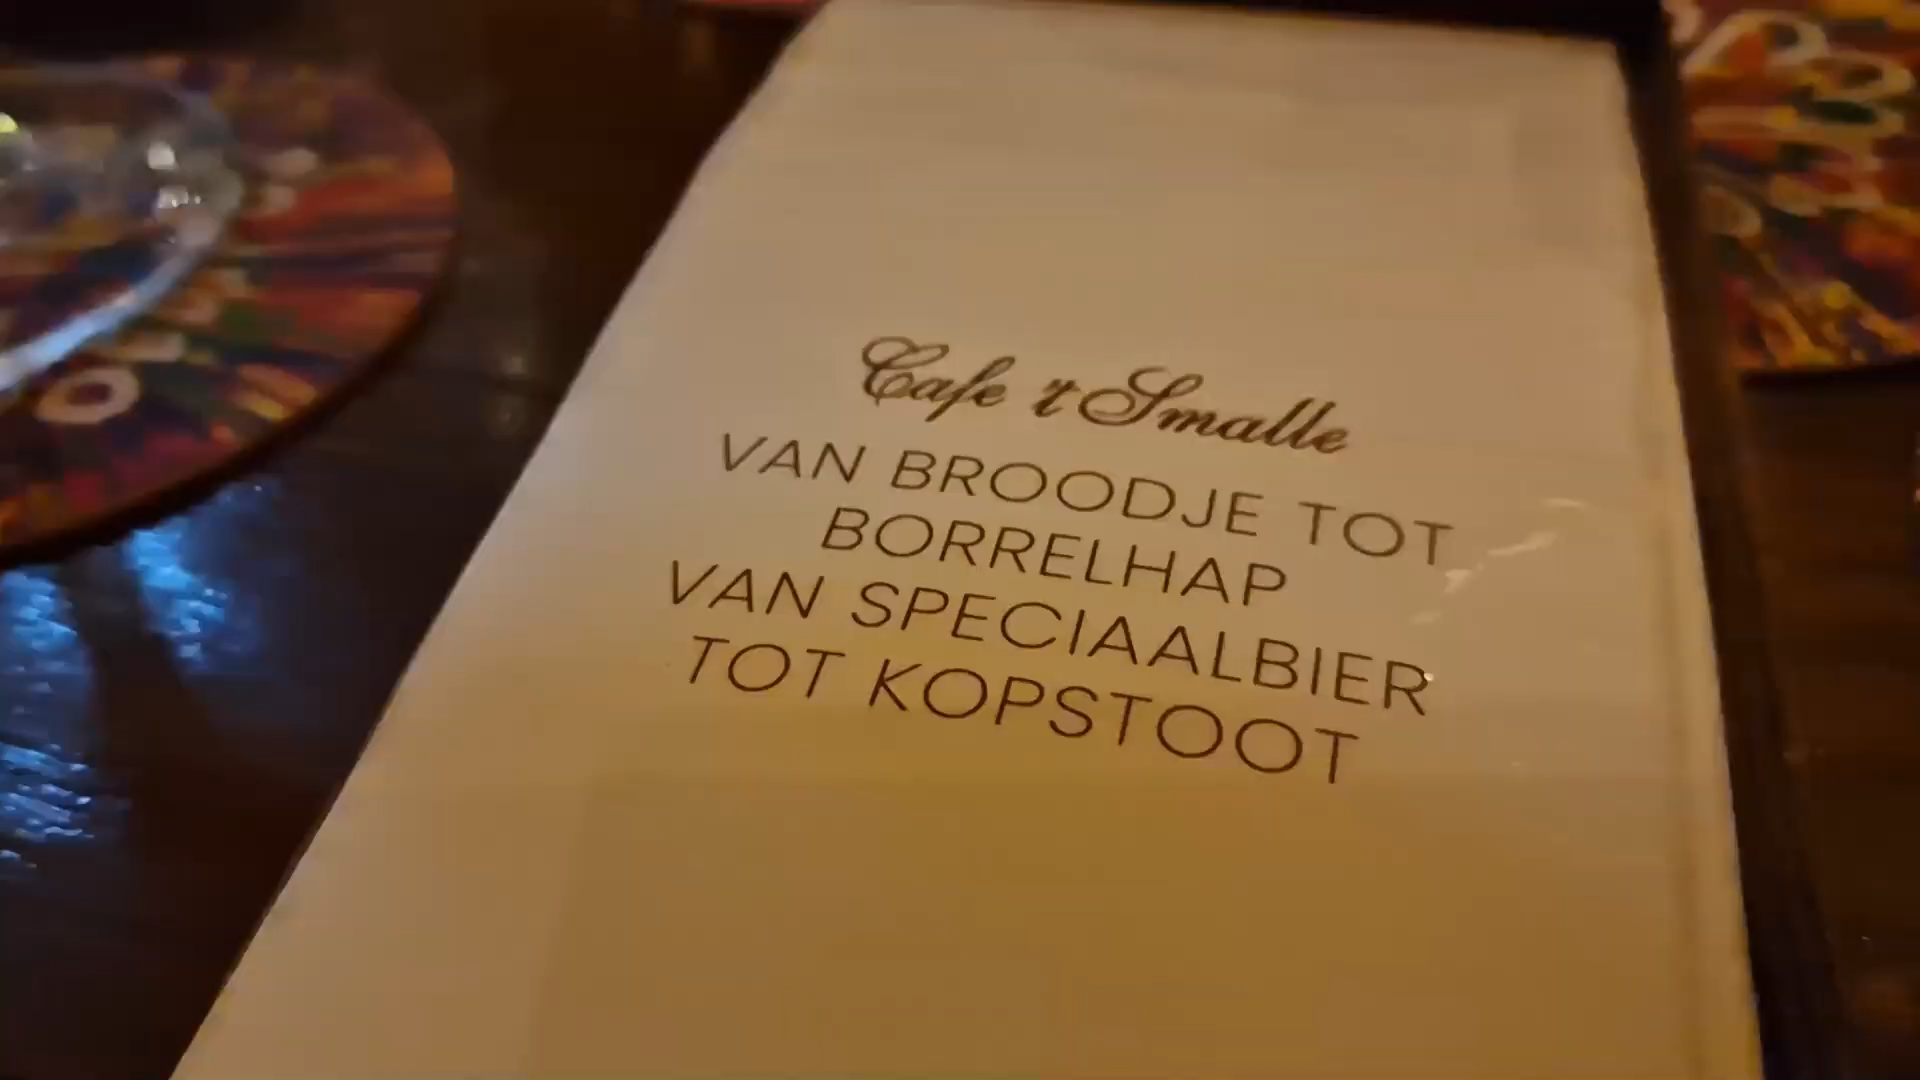 Cafe 't Smalle
VAN BROODJE TOT
BORRELHAP
VAN SPECIAALBIER
TOT KOPSTOOT